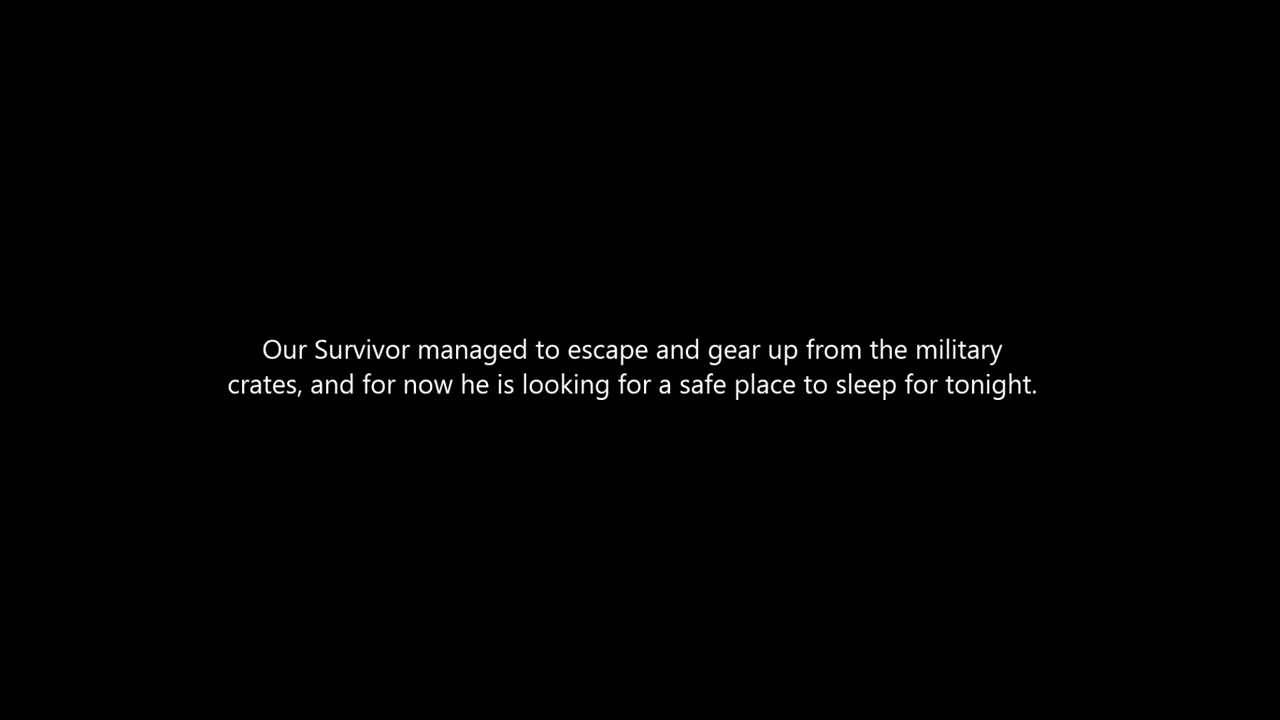 Our Survivor managed to escape and gear up from the military
crates, and for now he is looking for a safe place to sleep for tonight.